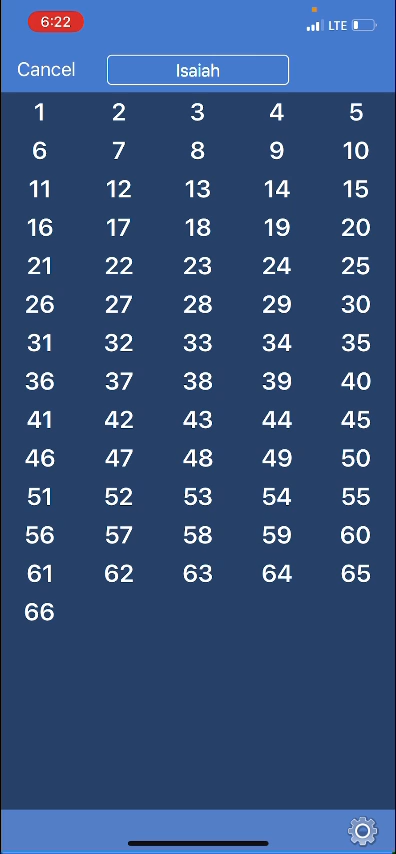 6:22 LTE
Cancel Isaiah
1 2 3 4 5
6 7 8 9 10
11 12 13 14 15
16 17 18 19 20
21 22 23 24 25
26 27 28 29 30
31 32 33 34 35
36 37 38 39 40
41 42 43 44 45
46 47 48 49 50
51 52 53 54 55
56 57 58 59 60
61 62 63 64 65
66